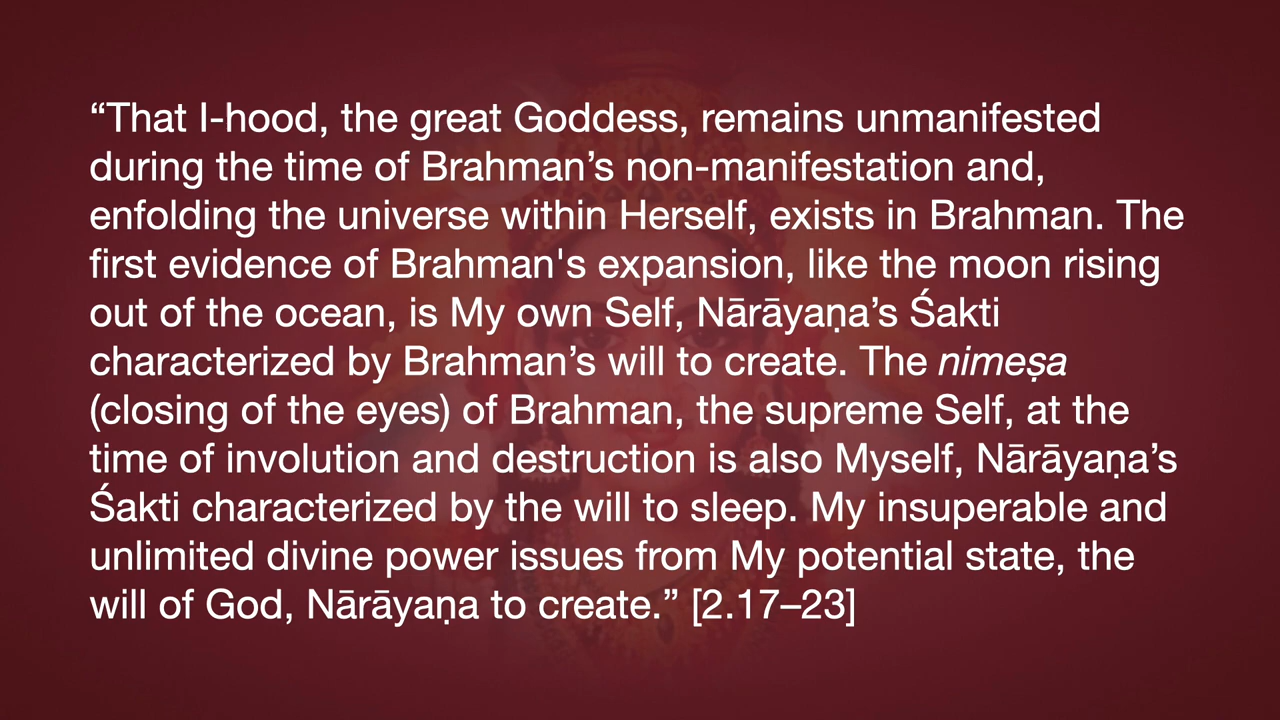 “That I-hood, the great Goddess, remains unmanifested
during the time of Brahman’s non-manifestation and,
enfolding the universe within Herself, exists in Brahman. The
first evidence of Brahman's expansion, like the moon rising
out of the ocean, is My own Self, Nārāyaṇa’s Śakti
characterized by Brahman’s will to create. The nimeṣa
(closing of the eyes) of Brahman, the supreme Self, at the
time of involution and destruction is also Myself, Nārāyaṇa’s
Śakti characterized by the will to sleep. My insuperable and
unlimited divine power issues from My potential state, the
will of God, Nārāyaṇa to create.” [2.17–23]